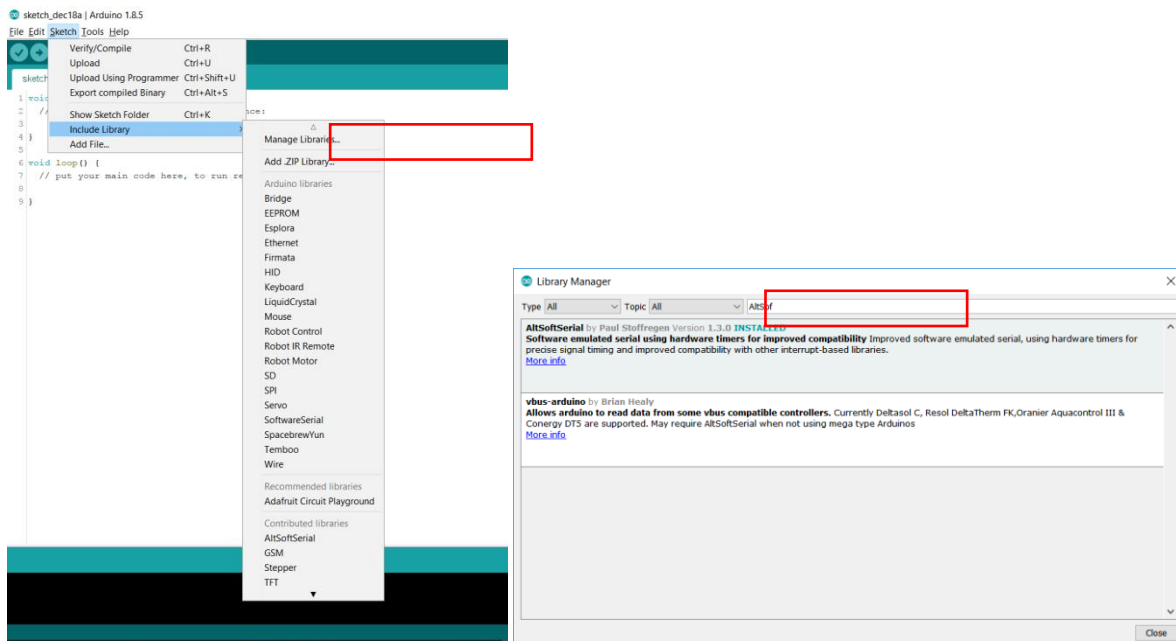 sketch_dec18a | Arduino 1.8.5
File Edit Sketch Tools Help
Verify/Compile Ctrl+R
Upload Ctrl+U
Upload Using Programmer Ctrl+Shift+U
Export compiled Binary Ctrl+Alt+S
Show Sketch Folder Ctrl+K
Include Library
Add File...
sketch
1 void
2 //
nce:
3
4 }
5
6 void loop() {
7 // put your main code here, to run re
8
9 }
Manage Libraries...
Add .ZIP Library...
Arduino libraries
Bridge
EEPROM
Esplora
Ethernet
Firmata
HID
Keyboard
LiquidCrystal
Mouse
Robot Control
Robot IR Remote
Robot Motor
SD
SPI
Servo
SoftwareSerial
SpacebrewYun
Temboo
Wire
Recommended libraries
Adafruit Circuit Playground
Contributed libraries
AltSoftSerial
GSM
Stepper
TFT
Library Manager
Type All Topic All AltSof
AltSoftSerial by Paul Stoffregen Version 1.3.0 INSTALLED
Software emulated serial using hardware timers for improved compatibility Improved software emulated serial, using hardware timers for
precise signal timing and improved compatibility with other interrupt-based libraries.
More info
vbus-arduino by Brian Healy
Allows arduino to read data from some vbus compatible controllers. Currently Deltasol C, Resol DeltaTherm FK,Oranier Aquacontrol III &
Conergy DT5 are supported. May require AltSoftSerial when not using mega type Arduinos
More info
Close